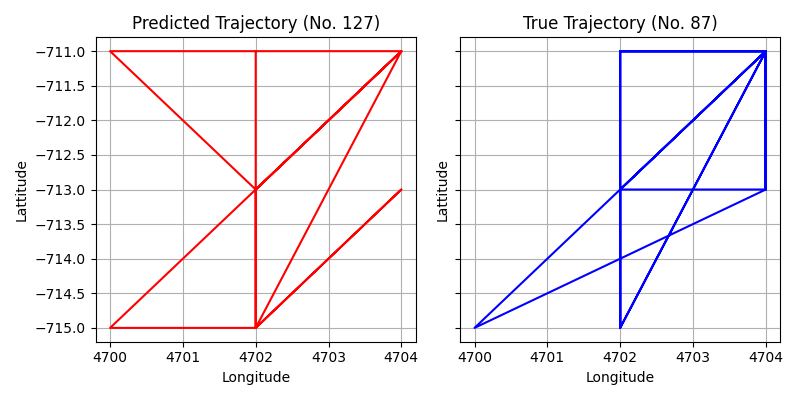 Predicted Trajectory (No. 127)
True Trajectory (No. 87)
Lattitude
−711.0
−711.5
−712.0
−712.5
−713.0
−713.5
−714.0
−714.5
−715.0
4700 4701 4702 4703 4704
Longitude
Lattitude
4700 4701 4702 4703 4704
Longitude